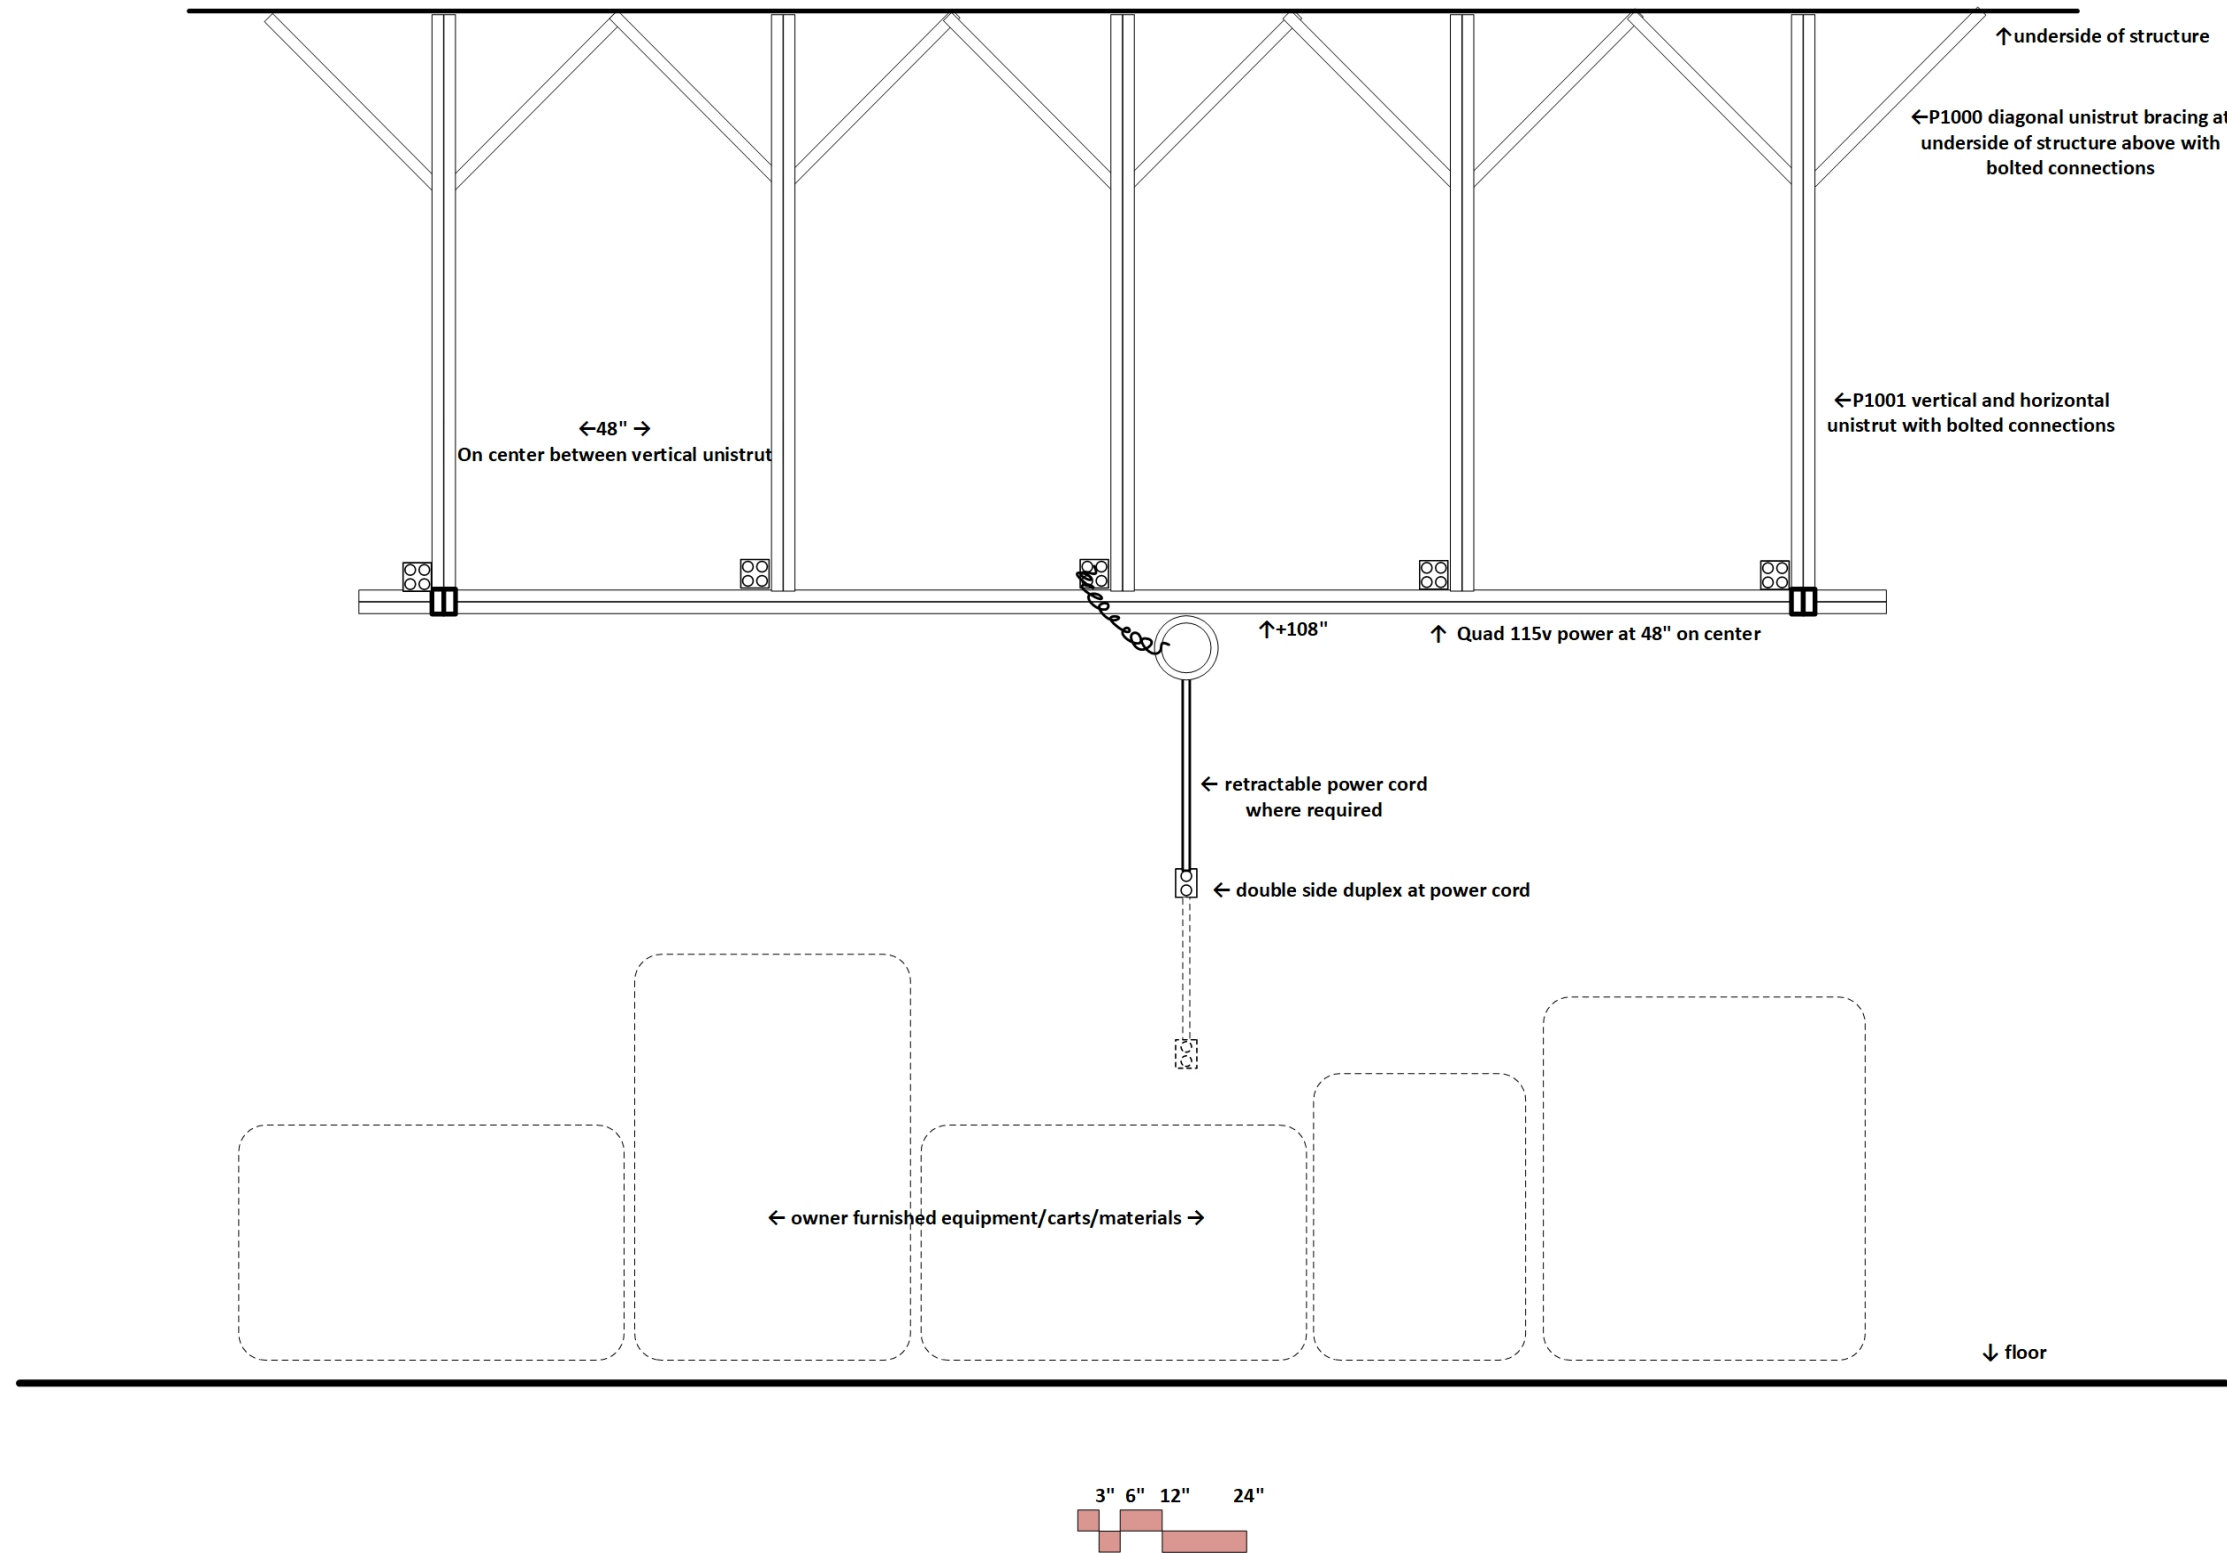 ↑underside of structure
←P1000 diagonal unistrut bracing at
underside of structure above with
bolted connections
←P1001 vertical and horizontal
unistrut with bolted connections
←48" →
On center between vertical unistrut
↑+108"
↑ Quad 115v power at 48" on center
← retractable power cord
where required
← double side duplex at power cord
← owner furnished equipment/carts/materials →
↓ floor
3" 6" 12" 24"